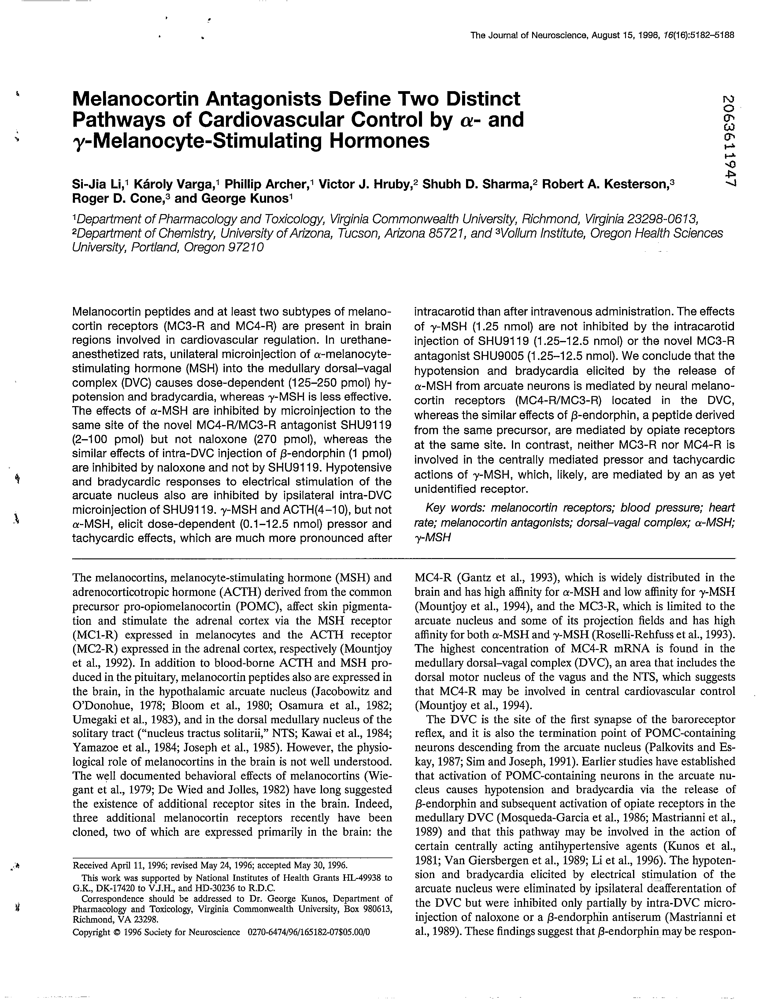 The Journal of Neuroscience, August 15, 1996, 16(16):5182–5188
Melanocortin Antagonists Define Two Distinct
Pathways of Cardiovascular Control by α- and
γ-Melanocyte-Stimulating Hormones
2063611947
Si-Jia Li,¹ Károly Varga,¹ Phillip Archer,¹ Victor J. Hruby,² Shubh D. Sharma,² Robert A. Kesterson,³
Roger D. Cone,³ and George Kunos¹
¹Department of Pharmacology and Toxicology, Virginia Commonwealth University, Richmond, Virginia 23298-0613,
²Department of Chemistry, University of Arizona, Tucson, Arizona 85721, and ³Vollum Institute, Oregon Health Sciences
University, Portland, Oregon 97210
Melanocortin peptides and at least two subtypes of melano-
cortin receptors (MC3-R and MC4-R) are present in brain
regions involved in cardiovascular regulation. In urethane-
anesthetized rats, unilateral microinjection of α-melanocyte-
stimulating hormone (MSH) into the medullary dorsal–vagal
complex (DVC) causes dose-dependent (125–250 pmol) hy-
potension and bradycardia, whereas γ-MSH is less effective.
The effects of α-MSH are inhibited by microinjection to the
same site of the novel MC4-R/MC3-R antagonist SHU9119
(2–100 pmol) but not naloxone (270 pmol), whereas the
similar effects of intra-DVC injection of β-endorphin (1 pmol)
are inhibited by naloxone and not by SHU9119. Hypotensive
and bradycardic responses to electrical stimulation of the
arcuate nucleus also are inhibited by ipsilateral intra-DVC
microinjection of SHU9119. γ-MSH and ACTH(4–10), but not
α-MSH, elicit dose-dependent (0.1–12.5 nmol) pressor and
tachycardic effects, which are much more pronounced after
intracarotid than after intravenous administration. The effects
of γ-MSH (1.25 nmol) are not inhibited by the intracarotid
injection of SHU9119 (1.25–12.5 nmol) or the novel MC3-R
antagonist SHU9005 (1.25–12.5 nmol). We conclude that the
hypotension and bradycardia elicited by the release of
α-MSH from arcuate neurons is mediated by neural melano-
cortin receptors (MC4-R/MC3-R) located in the DVC,
whereas the similar effects of β-endorphin, a peptide derived
from the same precursor, are mediated by opiate receptors
at the same site. In contrast, neither MC3-R nor MC4-R is
involved in the centrally mediated pressor and tachycardic
actions of γ-MSH, which, likely, are mediated by an as yet
unidentified receptor.
Key words: melanocortin receptors; blood pressure; heart
rate; melanocortin antagonists; dorsal–vagal complex; α-MSH;
γ-MSH
The melanocortins, melanocyte-stimulating hormone (MSH) and
adrenocorticotropic hormone (ACTH) derived from the common
precursor pro-opiomelanocortin (POMC), affect skin pigmenta-
tion and stimulate the adrenal cortex via the MSH receptor
(MC1-R) expressed in melanocytes and the ACTH receptor
(MC2-R) expressed in the adrenal cortex, respectively (Mountjoy
et al., 1992). In addition to blood-borne ACTH and MSH pro-
duced in the pituitary, melanocortin peptides also are expressed in
the brain, in the hypothalamic arcuate nucleus (Jacobowitz and
O'Donohue, 1978; Bloom et al., 1980; Osamura et al., 1982;
Umegaki et al., 1983), and in the dorsal medullary nucleus of the
solitary tract ("nucleus tractus solitarii," NTS; Kawai et al., 1984;
Yamazoe et al., 1984; Joseph et al., 1985). However, the physio-
logical role of melanocortins in the brain is not well understood.
The well documented behavioral effects of melanocortins (Wie-
gant et al., 1979; De Wied and Jolles, 1982) have long suggested
the existence of additional receptor sites in the brain. Indeed,
three additional melanocortin receptors recently have been
cloned, two of which are expressed primarily in the brain: the
Received April 11, 1996; revised May 24, 1996; accepted May 30, 1996.
This work was supported by National Institutes of Health Grants HL-49938 to
G.K., DK-17420 to V.J.H., and HD-30236 to R.D.C.
Correspondence should be addressed to Dr. George Kunos, Department of
Pharmacology and Toxicology, Virginia Commonwealth University, Box 980613,
Richmond, VA 23298.
Copyright © 1996 Society for Neuroscience 0270-6474/96/165182-07$05.00/0
MC4-R (Gantz et al., 1993), which is widely distributed in the
brain and has high affinity for α-MSH and low affinity for γ-MSH
(Mountjoy et al., 1994), and the MC3-R, which is limited to the
arcuate nucleus and some of its projection fields and has high
affinity for both α-MSH and γ-MSH (Roselli-Rehfuss et al., 1993).
The highest concentration of MC4-R mRNA is found in the
medullary dorsal–vagal complex (DVC), an area that includes the
dorsal motor nucleus of the vagus and the NTS, which suggests
that MC4-R may be involved in central cardiovascular control
(Mountjoy et al., 1994).
The DVC is the site of the first synapse of the baroreceptor
reflex, and it is also the termination point of POMC-containing
neurons descending from the arcuate nucleus (Palkovits and Es-
kay, 1987; Sim and Joseph, 1991). Earlier studies have established
that activation of POMC-containing neurons in the arcuate nu-
cleus causes hypotension and bradycardia via the release of
β-endorphin and subsequent activation of opiate receptors in the
medullary DVC (Mosqueda-Garcia et al., 1986; Mastrianni et al.,
1989) and that this pathway may be involved in the action of
certain centrally acting antihypertensive agents (Kunos et al.,
1981; Van Giersbergen et al., 1989; Li et al., 1996). The hypoten-
sion and bradycardia elicited by electrical stimulation of the
arcuate nucleus were eliminated by ipsilateral deafferentation of
the DVC but were inhibited only partially by intra-DVC micro-
injection of naloxone or a β-endorphin antiserum (Mastrianni et
al., 1989). These findings suggest that β-endorphin may be respon-